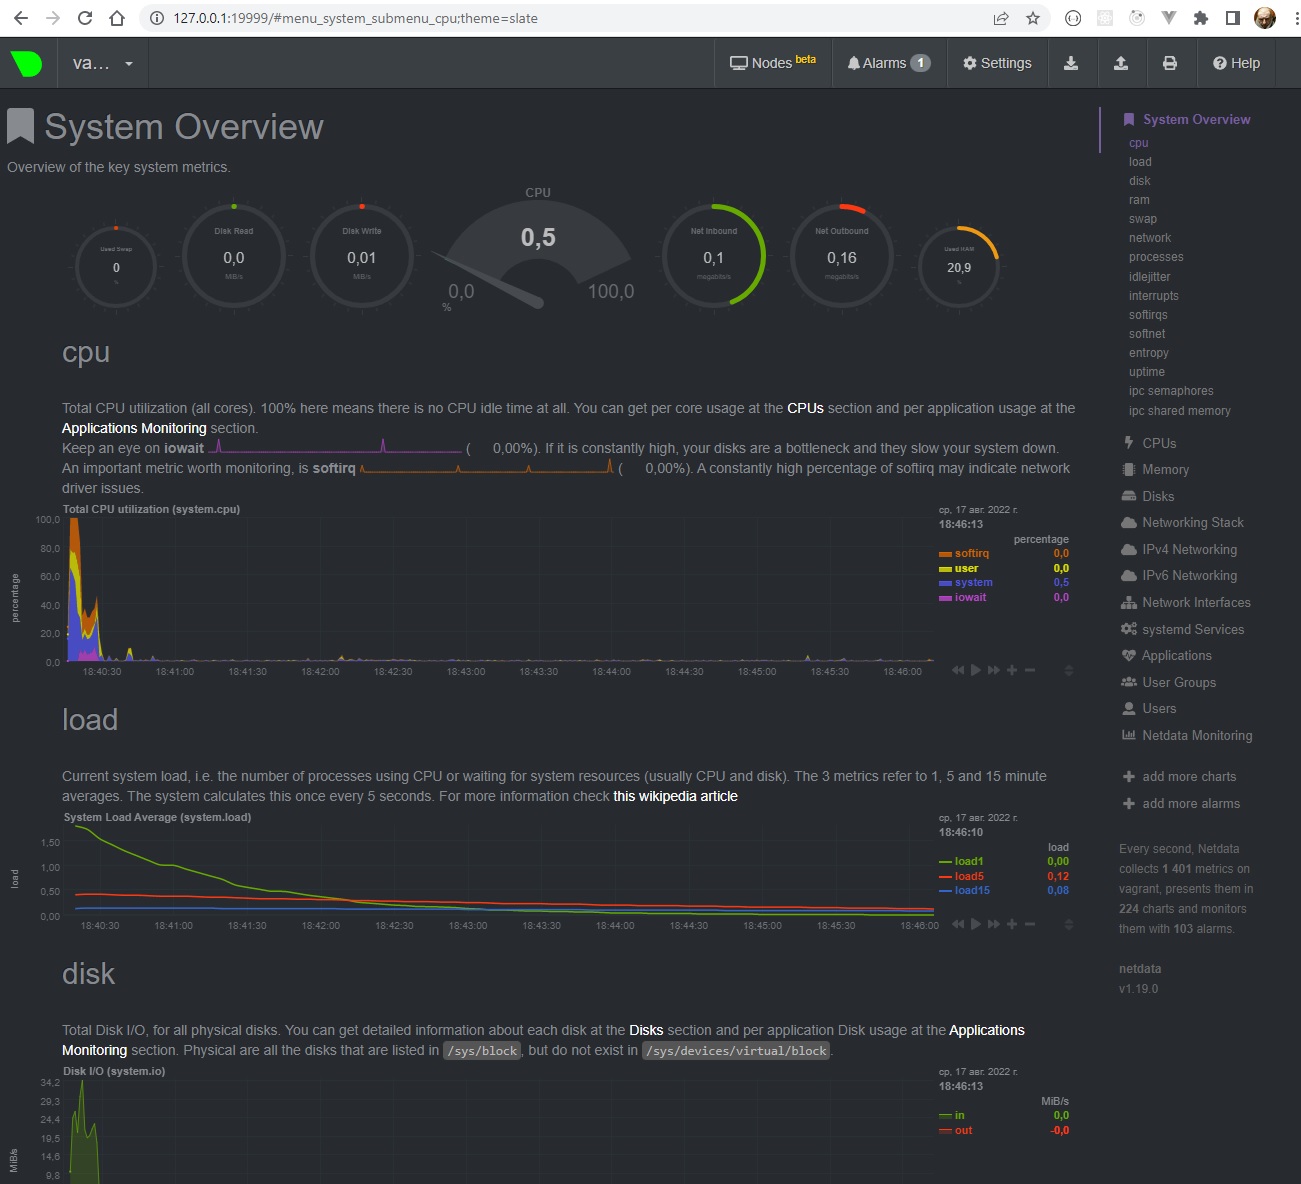 127.0.0.1:19999/#menu_system_submenu_cpu;theme=slate
va...
Nodes beta
Alarms 1
Settings
Help
System Overview
Overview of the key system metrics.
Used Swap
0
%
Disk Read
0,0
MiB/s
Disk Write
0,01
MiB/s
CPU
0,5
0,0
100,0
%
Net Inbound
0,1
megabits/s
Net Outbound
0,16
megabits/s
Used RAM
20,9
%
cpu
Total CPU utilization (all cores). 100% here means there is no CPU idle time at all. You can get per core usage at the CPUs section and per application usage at the
Applications Monitoring section.
Keep an eye on iowait ( 0,00%). If it is constantly high, your disks are a bottleneck and they slow your system down.
An important metric worth monitoring, is softirq ( 0,00%). A constantly high percentage of softirq may indicate network
driver issues.
Total CPU utilization (system.cpu)
percentage
100,0
80,0
60,0
40,0
20,0
0,0
18:40:30 18:41:00 18:41:30 18:42:00 18:42:30 18:43:00 18:43:30 18:44:00 18:44:30 18:45:00 18:45:30 18:46:00
ср, 17 авг. 2022 г.
18:46:13
percentage
softirq 0,0
user 0,0
system 0,5
iowait 0,0
load
Current system load, i.e. the number of processes using CPU or waiting for system resources (usually CPU and disk). The 3 metrics refer to 1, 5 and 15 minute
averages. The system calculates this once every 5 seconds. For more information check this wikipedia article
System Load Average (system.load)
load
1,50
1,00
0,50
0,00
18:40:30 18:41:00 18:41:30 18:42:00 18:42:30 18:43:00 18:43:30 18:44:00 18:44:30 18:45:00 18:45:30 18:46:00
ср, 17 авг. 2022 г.
18:46:10
load
load1 0,00
load5 0,12
load15 0,08
disk
Total Disk I/O, for all physical disks. You can get detailed information about each disk at the Disks section and per application Disk usage at the Applications
Monitoring section. Physical are all the disks that are listed in /sys/block, but do not exist in /sys/devices/virtual/block.
Disk I/O (system.io)
MiB/s
34,2
29,3
24,4
19,5
14,6
9,8
ср, 17 авг. 2022 г.
18:46:13
MiB/s
in 0,0
out -0,0
System Overview
cpu
load
disk
ram
swap
network
processes
idlejitter
interrupts
softirqs
softnet
entropy
uptime
ipc semaphores
ipc shared memory
CPUs
Memory
Disks
Networking Stack
IPv4 Networking
IPv6 Networking
Network Interfaces
systemd Services
Applications
User Groups
Users
Netdata Monitoring
add more charts
add more alarms
Every second, Netdata
collects 1 401 metrics on
vagrant, presents them in
224 charts and monitors
them with 103 alarms.
netdata
v1.19.0